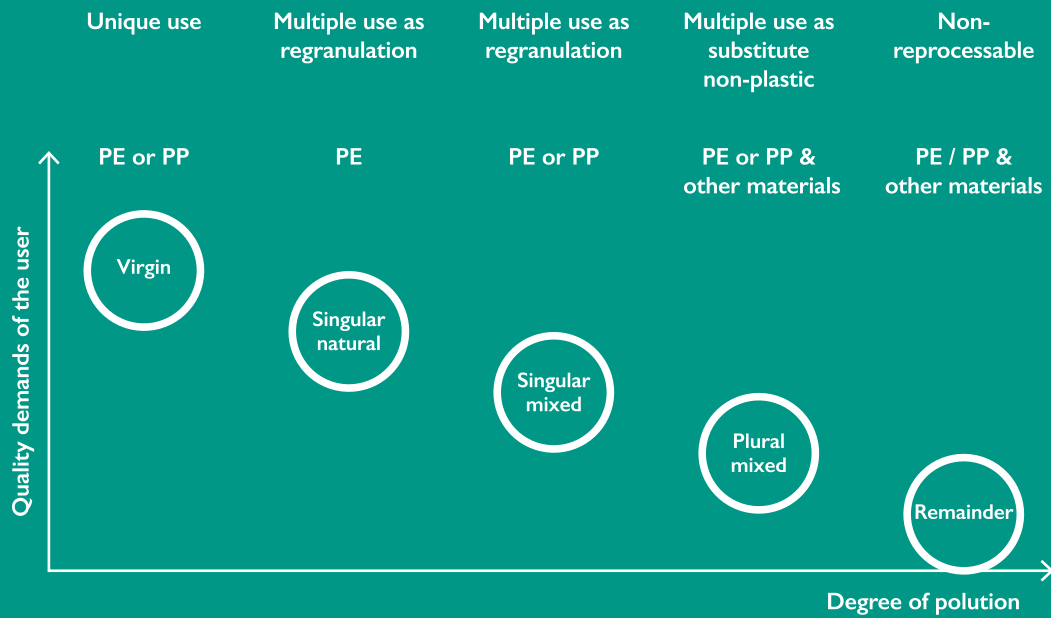 Unique use
Multiple use as
regranulation
Multiple use as
regranulation
Multiple use as
substitute
non-plastic
Non-
reprocessable
PE or PP
PE
PE or PP
PE or PP &
other materials
PE / PP &
other materials
Quality demands of the user
Virgin
Singular
natural
Singular
mixed
Plural
mixed
Remainder
Degree of polution